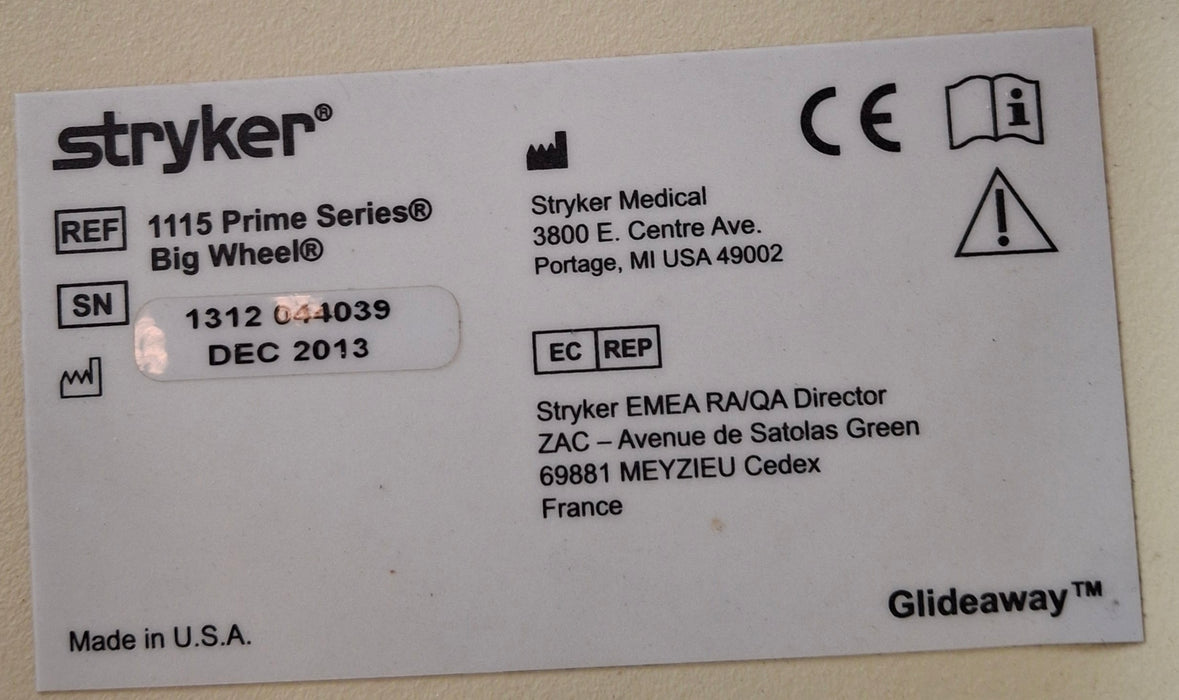 stryker®
REF 1115 Prime Series®
Big Wheel®
SN 1312 044039
DEC 2013
Made in U.S.A.
Stryker Medical
3800 E. Centre Ave.
Portage, MI USA 49002
EC REP
Stryker EMEA RA/QA Director
ZAC – Avenue de Satolas Green
69881 MEYZIEU Cedex
France
CE
i
Glideaway™